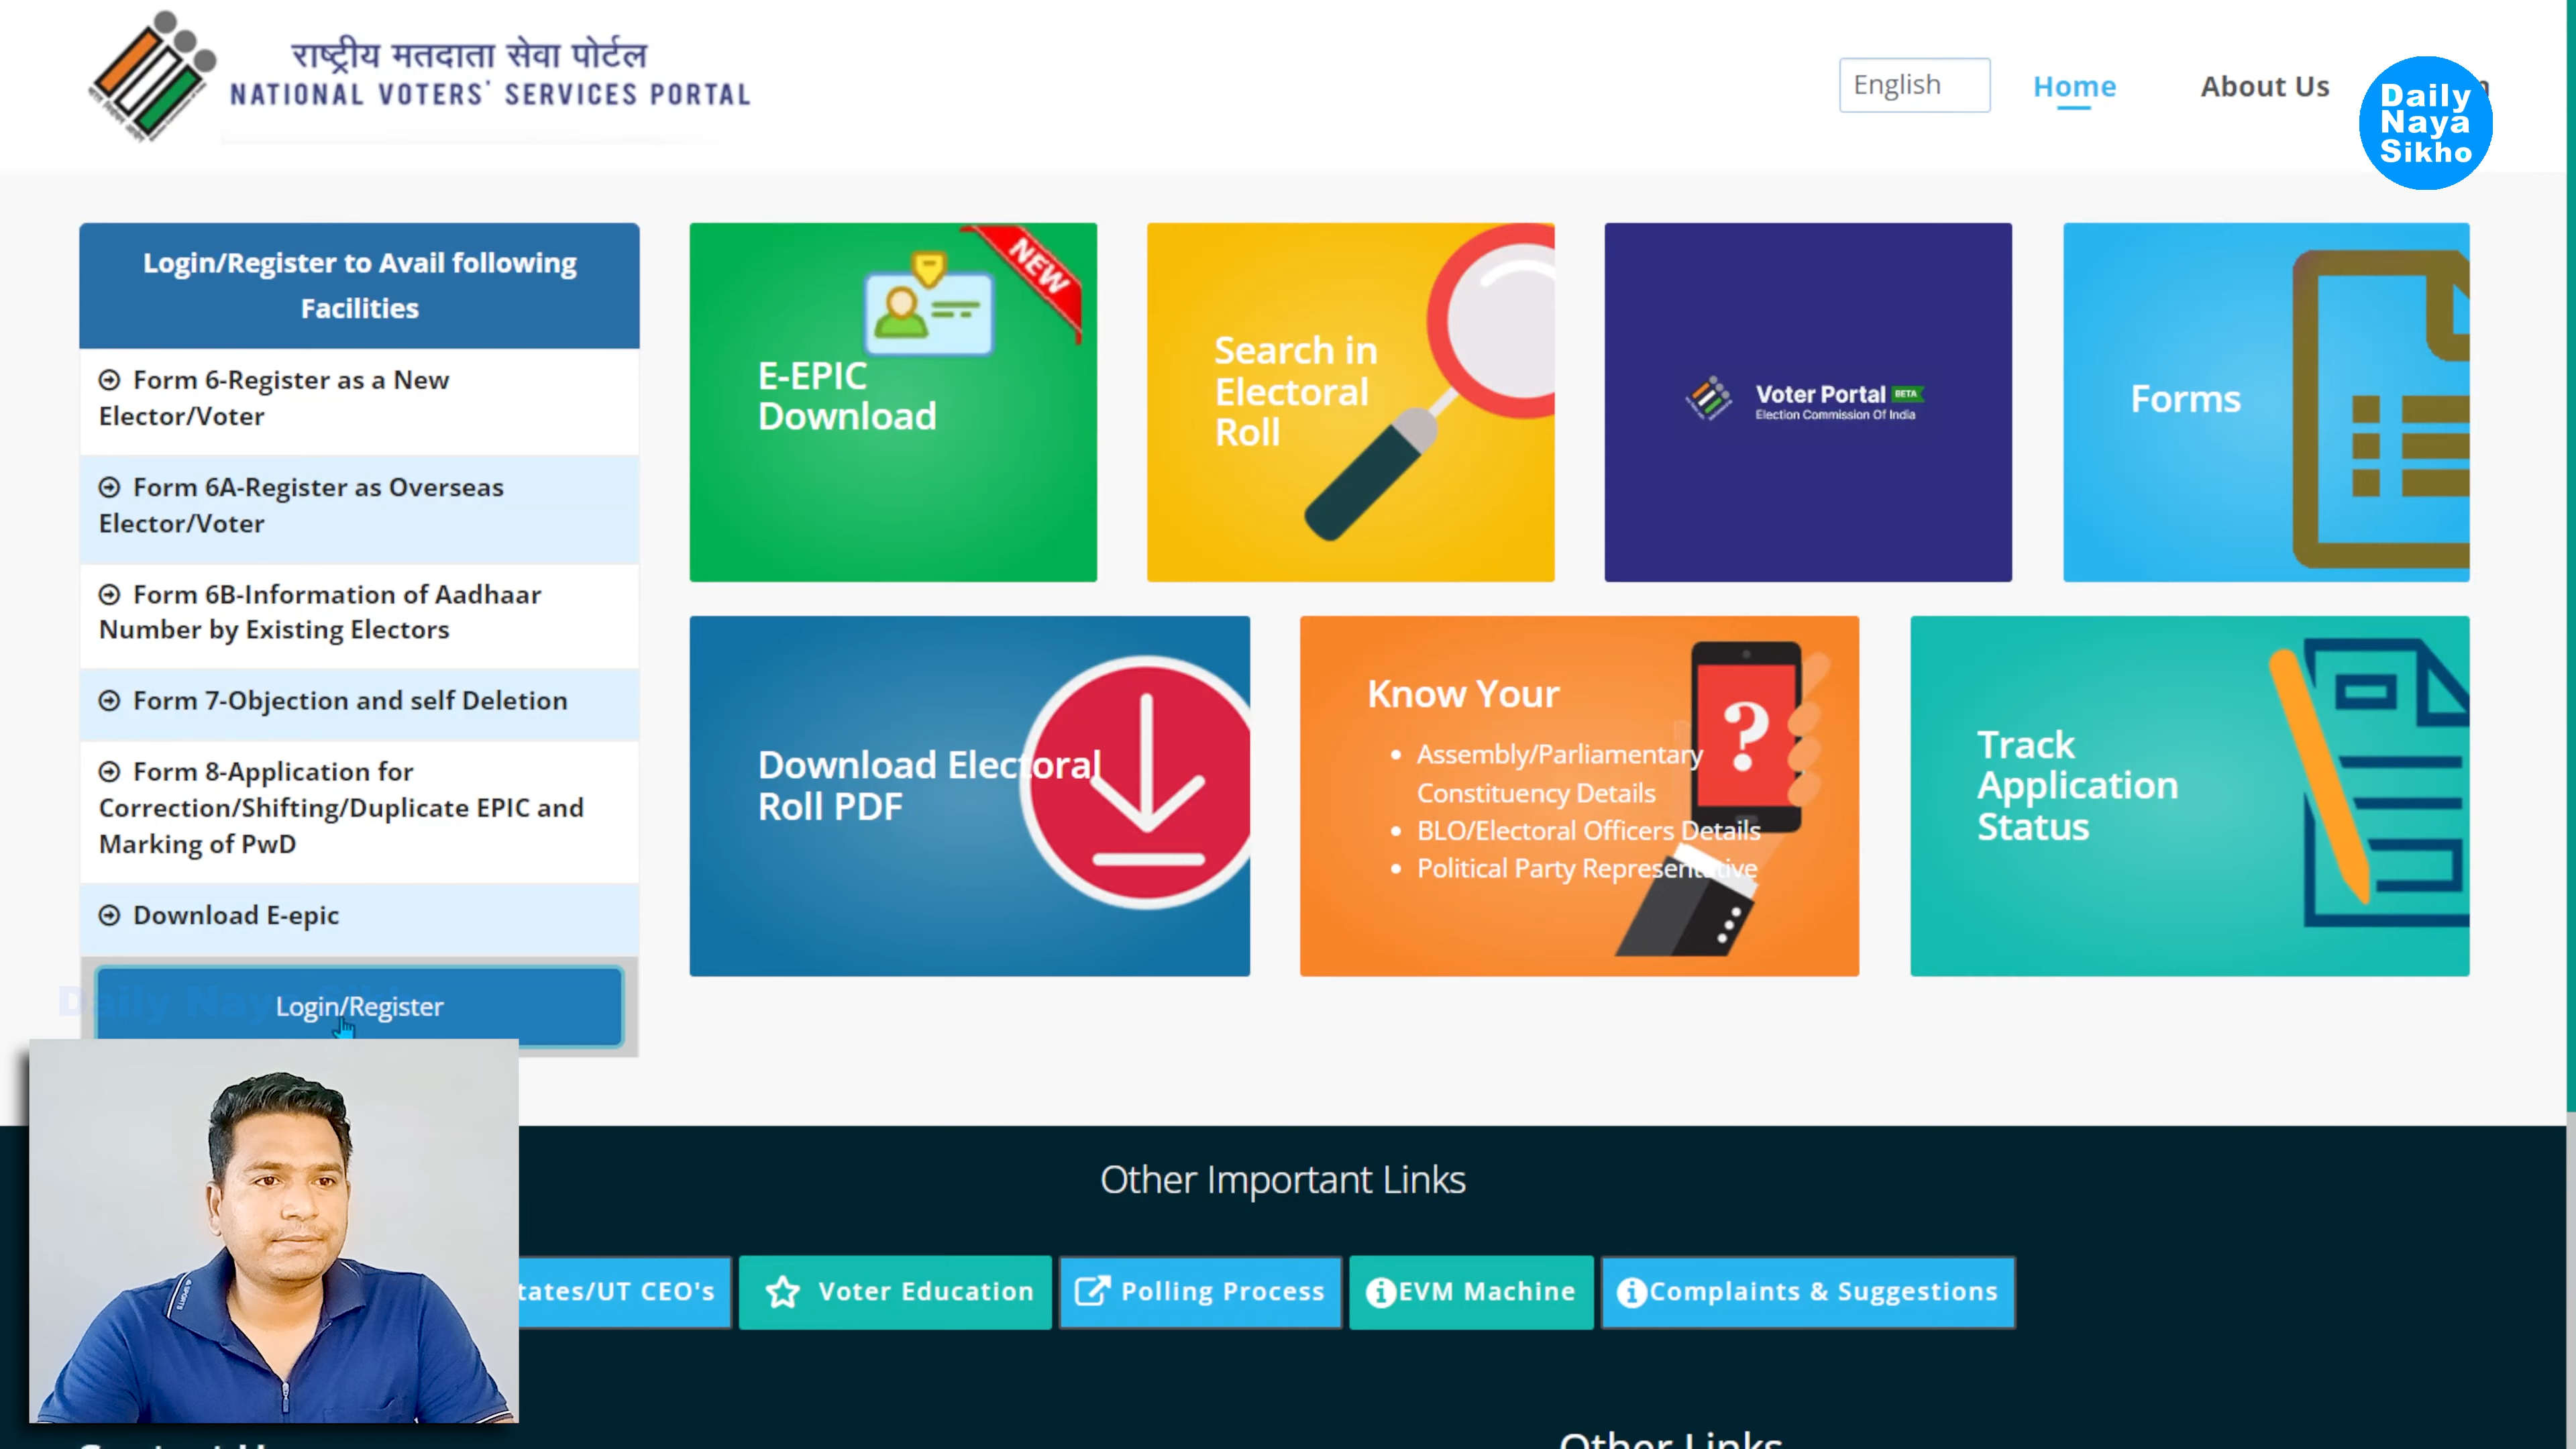 राष्ट्रीय मतदाता सेवा पोर्टल
NATIONAL VOTERS' SERVICES PORTAL
English
Home
About Us
Daily
Naya
Sikho
Login/Register to Avail following
Facilities
Form 6-Register as a New
Elector/Voter
Form 6A-Register as Overseas
Elector/Voter
Form 6B-Information of Aadhaar
Number by Existing Electors
Form 7-Objection and self Deletion
Form 8-Application for
Correction/Shifting/Duplicate EPIC and
Marking of PwD
Download E-epic
Login/Register
E-EPIC
Download
NEW
Search in
Electoral
Roll
Voter Portal BETA
Election Commission Of India
Forms
Download Electoral
Roll PDF
Know Your
Assembly/Parliamentary
Constituency Details
BLO/Electoral Officers Details
Political Party Representative
?
Track
Application
Status
Other Important Links
tates/UT CEO's
Voter Education
Polling Process
EVM Machine
Complaints & Suggestions
Other Links